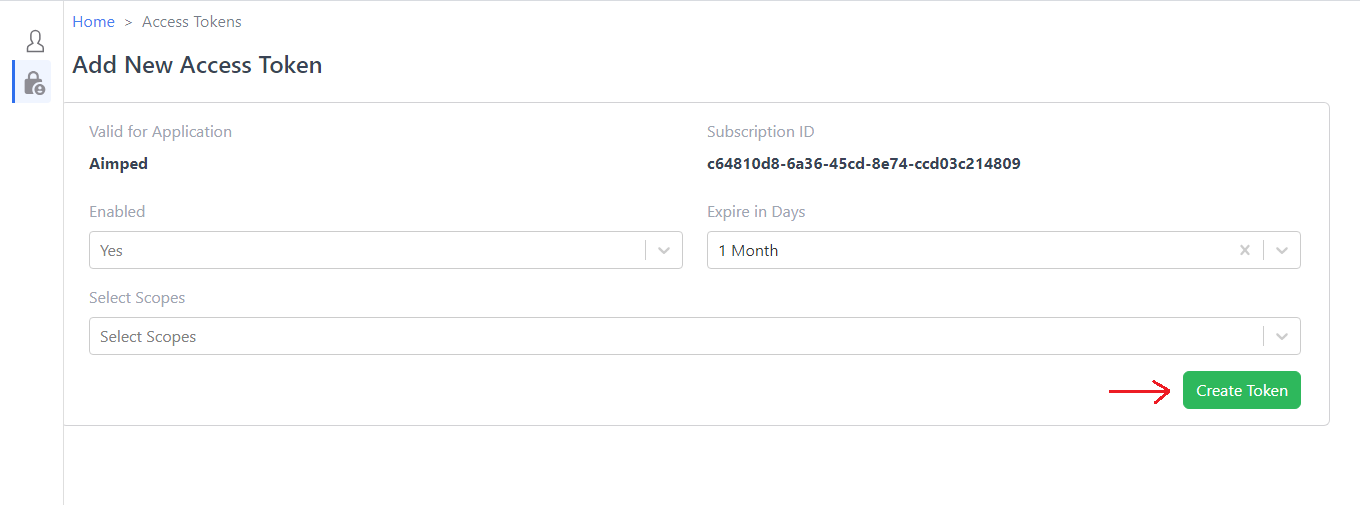 Home > Access Tokens
Add New Access Token
Valid for Application
Subscription ID
Aimped
c64810d8-6a36-45cd-8e74-ccd03c214809
Enabled
Expire in Days
Yes
1 Month
Select Scopes
Select Scopes
Create Token